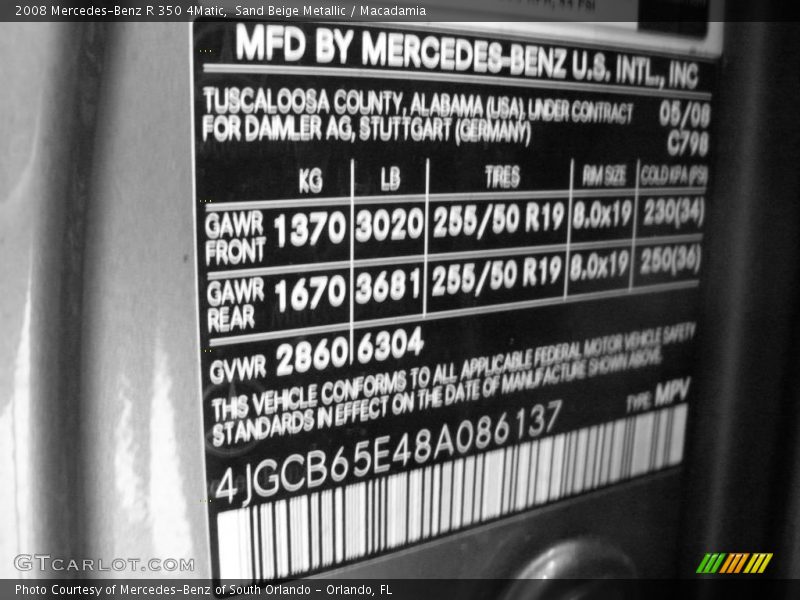 2008 Mercedes-Benz R 350 4Matic, Sand Beige Metallic / Macadamia
MFD BY MERCEDES-BENZ U.S. INTL., INC
TUSCALOOSA COUNTY, ALABAMA (USA), UNDER CONTRACT 05/08
FOR DAIMLER AG, STUTTGART (GERMANY) C798
KG LB TIRES RIM SIZE COLD KPA (PSI)
GAWR FRONT 1370 3020 255/50 R19 8.0x19 230(34)
GAWR REAR 1670 3681 255/50 R19 8.0x19 250(36)
GVWR 2860 6304
THIS VEHICLE CONFORMS TO ALL APPLICABLE FEDERAL MOTOR VEHICLE SAFETY
STANDARDS IN EFFECT ON THE DATE OF MANUFACTURE SHOWN ABOVE.
4JGCB65E48A086137 TYPE: MPV
GTCARLOT.COM
Photo Courtesy of Mercedes-Benz of South Orlando - Orlando, FL